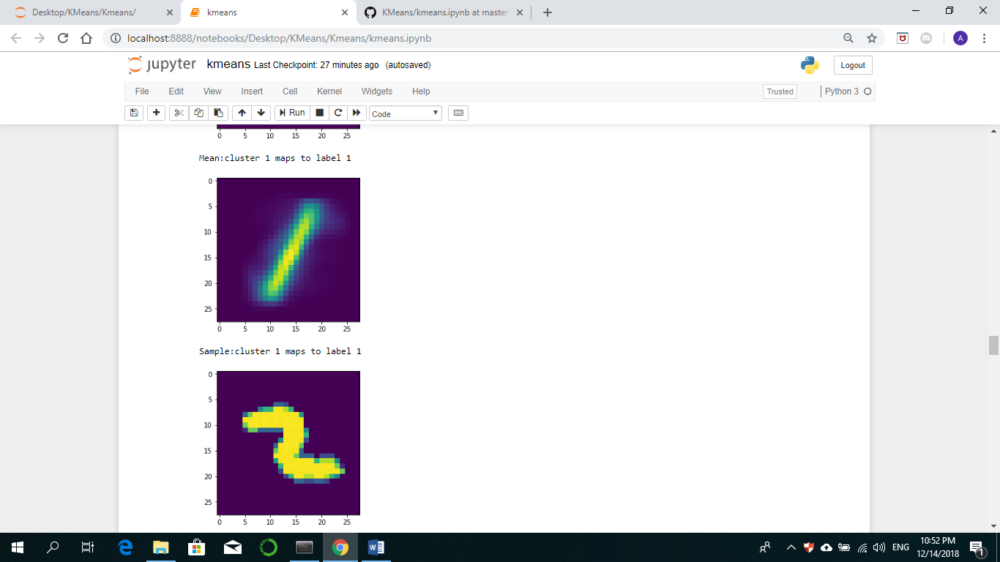 Desktop/KMeans/Kmeans/
kmeans
KMeans/kmeans.ipynb at master
localhost:8888/notebooks/Desktop/KMeans/Kmeans/kmeans.ipynb
A
jupyter kmeans Last Checkpoint: 27 minutes ago (autosaved)
Logout
File Edit View Insert Cell Kernel Widgets Help
Trusted
Python 3
Run
Code
0 5 10 15 20 25
Mean:cluster 1 maps to label 1
0
5
10
15
20
25
0 5 10 15 20 25
Sample:cluster 1 maps to label 1
0
5
10
15
20
25
0 5 10 15 20 25
ENG
10:52 PM
12/14/2018
1